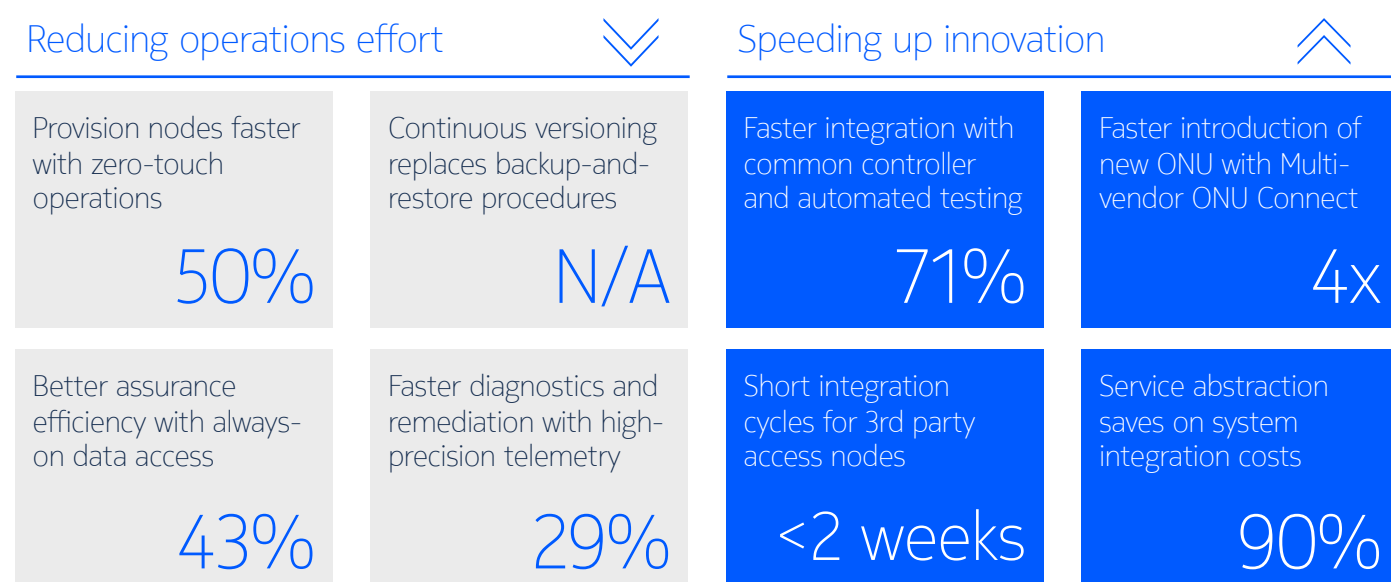 Reducing operations effort
Provision nodes faster
with zero-touch
operations
50%
Continuous versioning
replaces backup-and-
restore procedures
N/A
Better assurance
efficiency with always-
on data access
43%
Faster diagnostics and
remediation with high-
precision telemetry
29%
Speeding up innovation
Faster integration with
common controller
and automated testing
71%
Faster introduction of
new ONU with Multi-
vendor ONU Connect
4x
Short integration
cycles for 3rd party
access nodes
<2 weeks
Service abstraction
saves on system
integration costs
90%